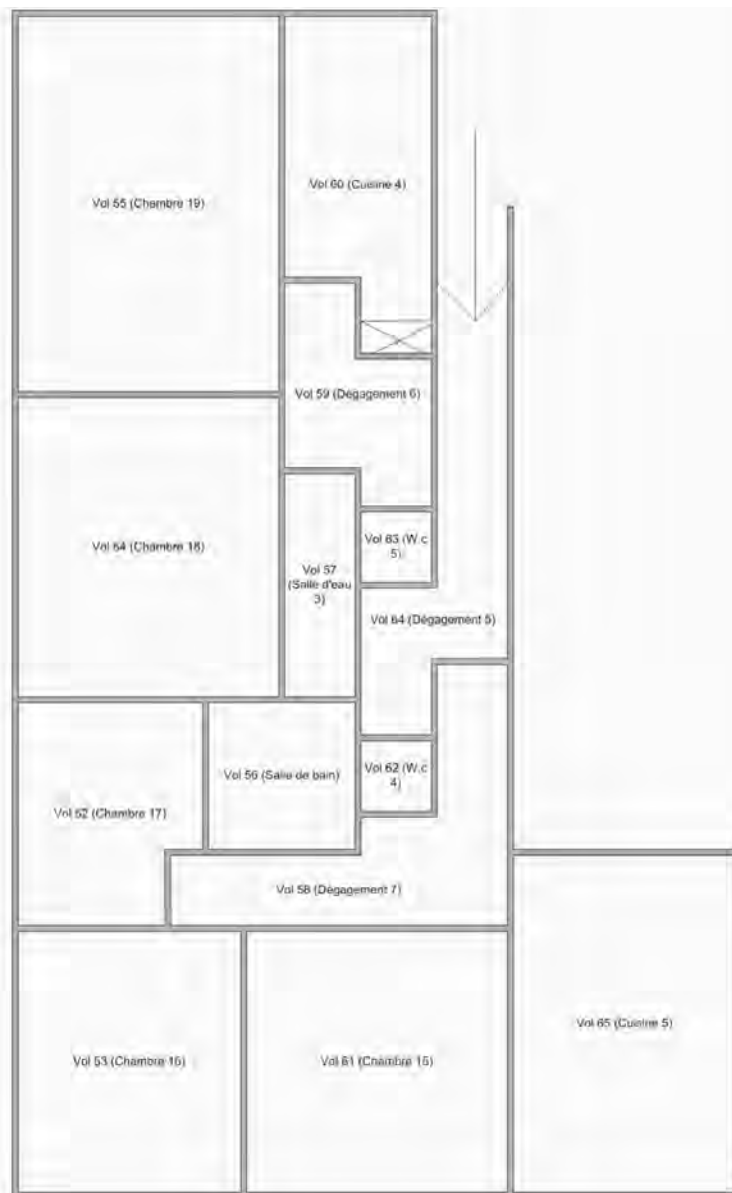 Vol 60 (Cuisine 4)
Vol 55 (Chambre 19)
Vol 59 (Dégagement 6)
Vol 63 (W.c
5)
Vol 64 (Chambre 18)
Vol 57
(Salle d'eau
3)
Vol 64 (Dégagement 5)
Vol 56 (Salle de bain)
Vol 62 (W.c
4)
Vol 52 (Chambre 17)
Vol 58 (Dégagement 7)
Vol 65 (Cuisine 5)
Vol 53 (Chambre 16)
Vol 61 (Chambre 15)